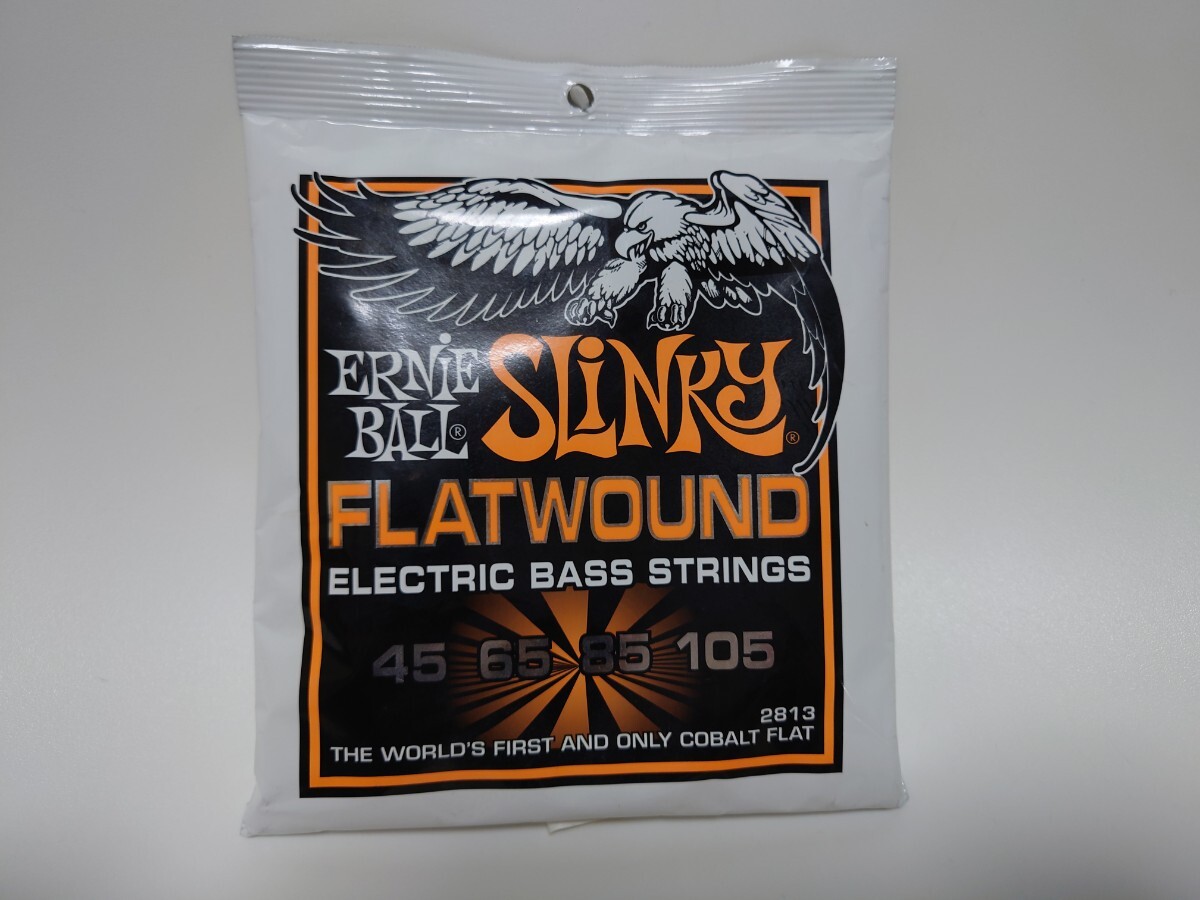 ERNIE BALL® SLINKY®
FLATWOUND
ELECTRIC BASS STRINGS
45 65 85 105
2813
THE WORLD'S FIRST AND ONLY COBALT FLAT